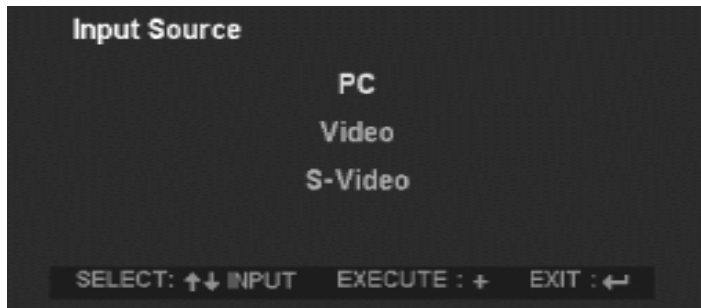 Input Source
PC
Video
S-Video
SELECT: ↑↓ INPUT EXECUTE : + EXIT : ↵